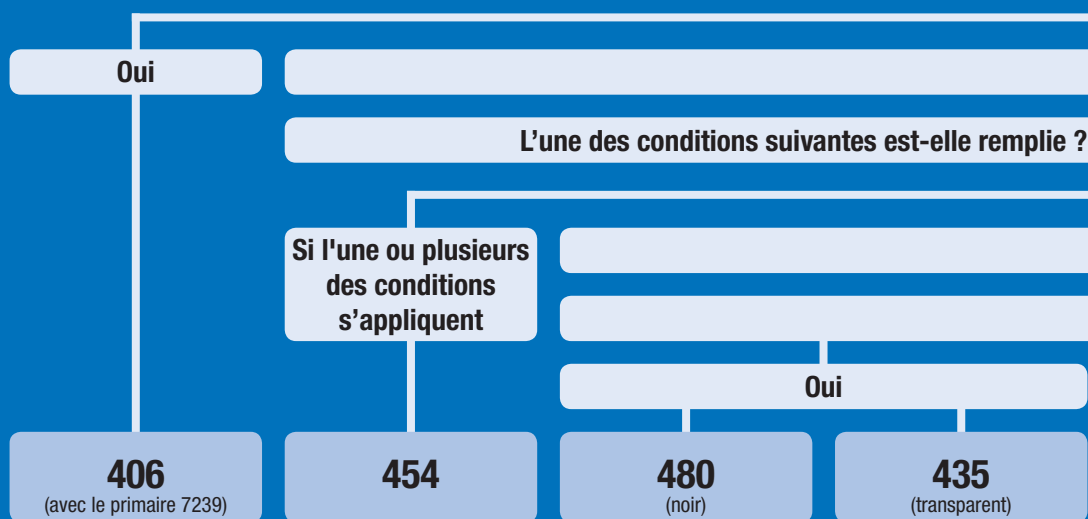 Oui
L’une des conditions suivantes est-elle remplie ?
Si l'une ou plusieurs
des conditions
s’appliquent
Oui
406
(avec le primaire 7239)
454
480
(noir)
435
(transparent)